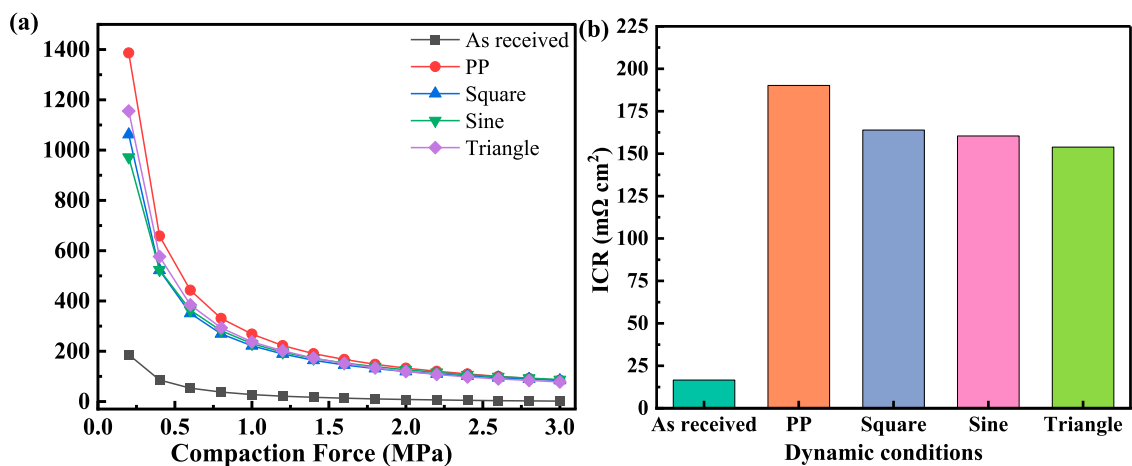 (a)
1400
1200
1000
800
600
400
200
0
0.0 0.5 1.0 1.5 2.0 2.5 3.0
Compaction Force (MPa)
As received
PP
Square
Sine
Triangle
(b)
ICR (mΩ cm²)
225
200
175
150
125
100
75
50
25
0
As received PP Square Sine Triangle
Dynamic conditions